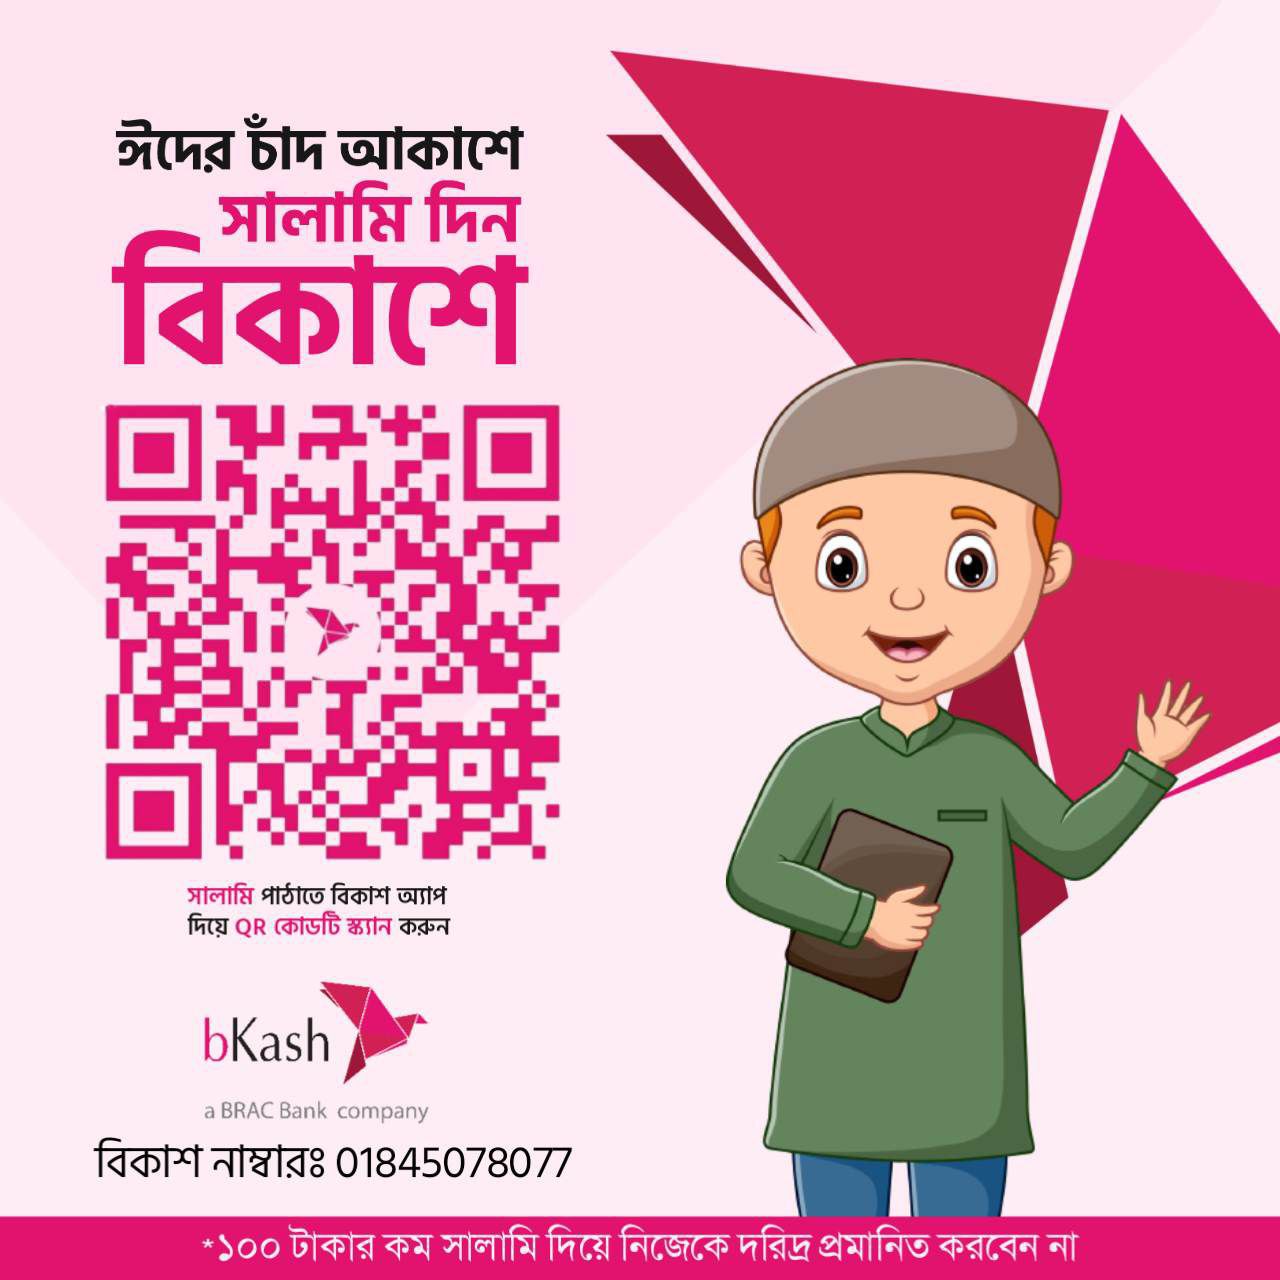 ঈদের চাঁদ আকাশে
সালামি দিন
বিকাশে
সালামি পাঠাতে বিকাশ অ্যাপ
দিয়ে QR কোডটি স্ক্যান করুন
bKash
a BRAC Bank company
বিকাশ নাম্বারঃ 01845078077
*১০০ টাকার কম সালামি দিয়ে নিজেকে দরিদ্র প্রমানিত করবেন না